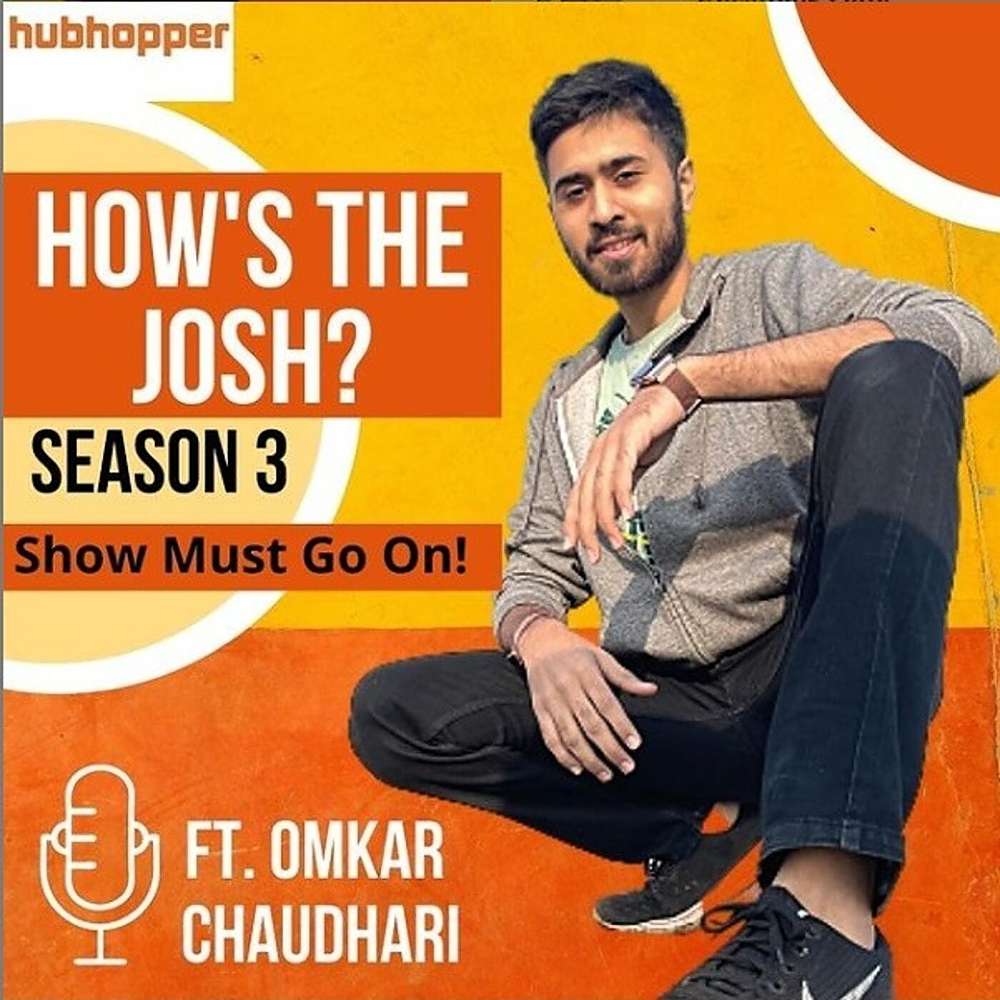 hubhopper
HOW'S THE
JOSH?
SEASON 3
Show Must Go On!
FT. OMKAR
CHAUDHARI